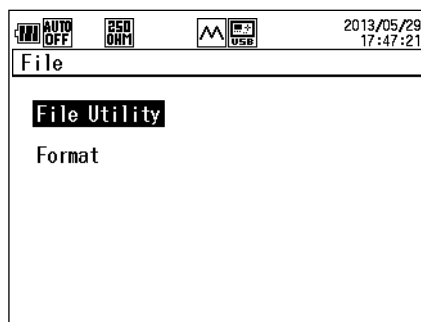 AUTO OFF 250 OHM USB 2013/05/29
17:47:21
File
File Utility
Format